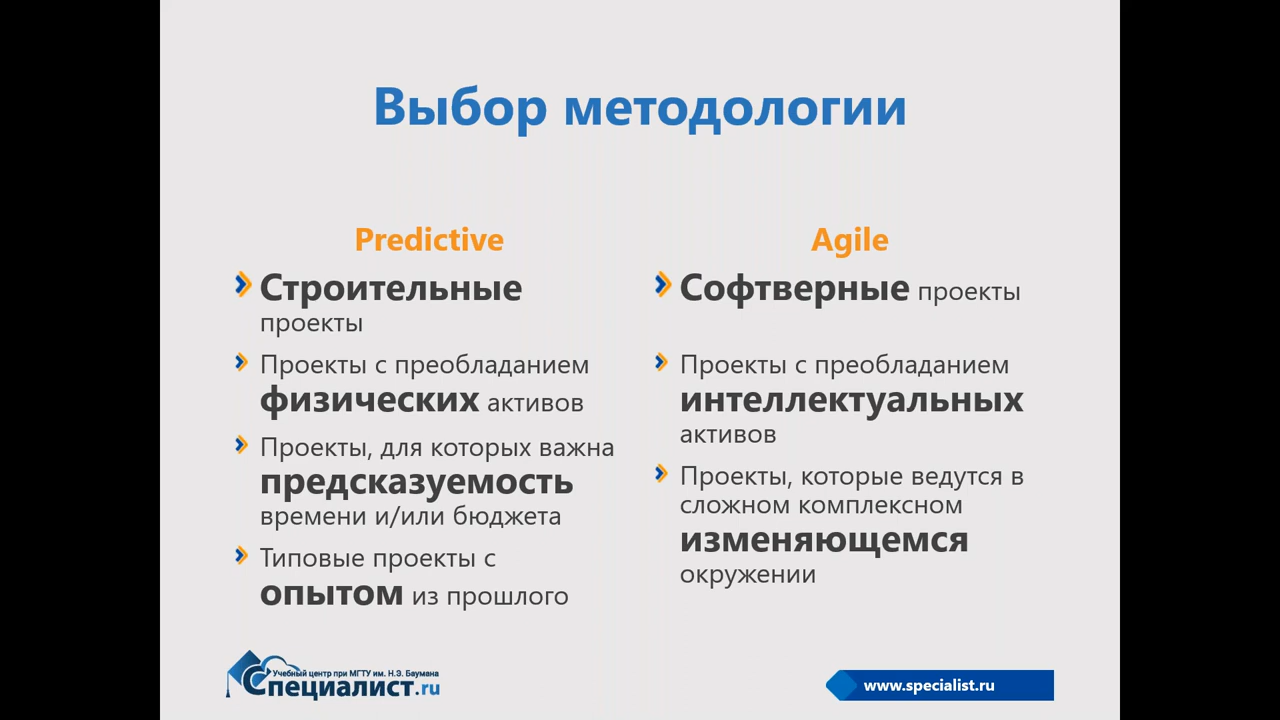 Выбор методологии
Predictive
Строительные
проекты
Проекты с преобладанием
физических активов
Проекты, для которых важна
предсказуемость
времени и/или бюджета
Типовые проекты с
опытом из прошлого
Agile
Софтверные проекты
Проекты с преобладанием
интеллектуальных
активов
Проекты, которые ведутся в
сложном комплексном
изменяющемся
окружении
Учебный центр при МГТУ им. Н.Э. Баумана
Специалист.ru
www.specialist.ru